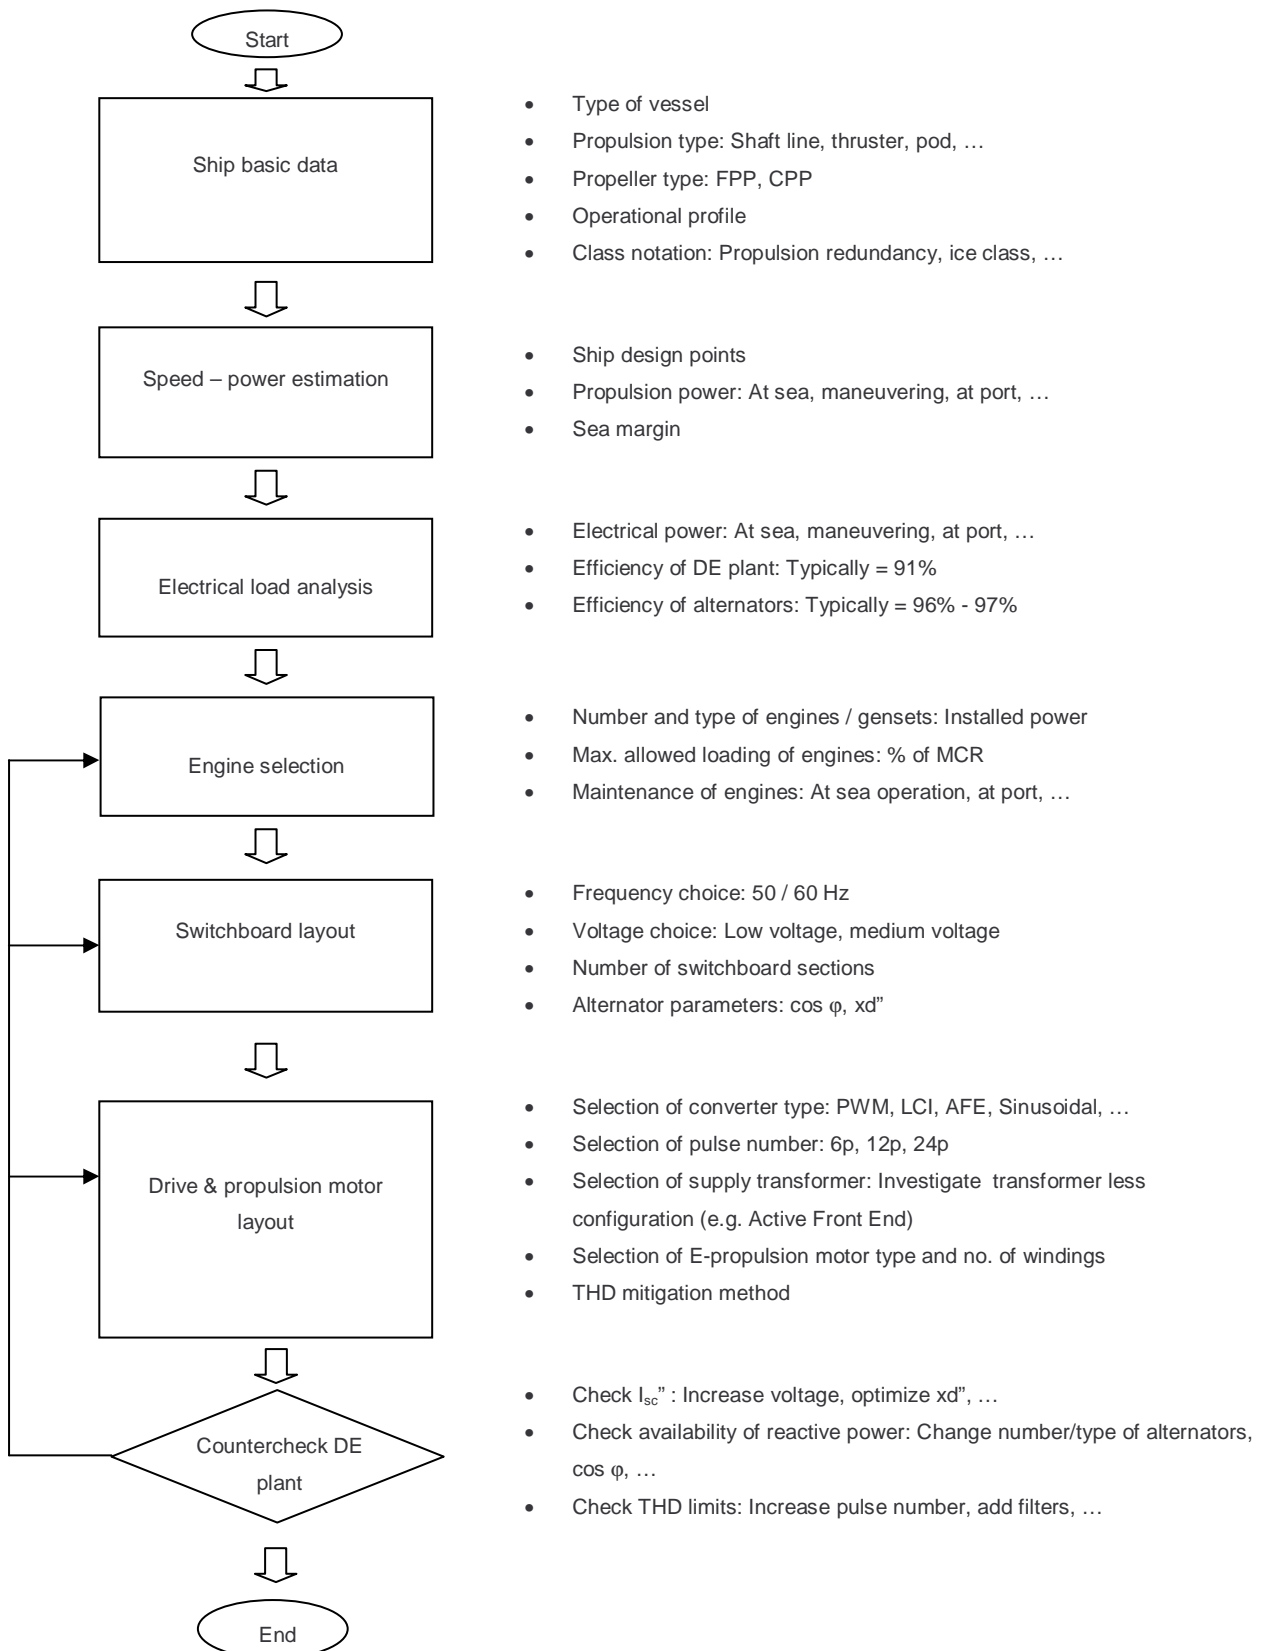 Start
Ship basic data
• Type of vessel
• Propulsion type: Shaft line, thruster, pod, …
• Propeller type: FPP, CPP
• Operational profile
• Class notation: Propulsion redundancy, ice class, …
Speed – power estimation
• Ship design points
• Propulsion power: At sea, maneuvering, at port, …
• Sea margin
Electrical load analysis
• Electrical power: At sea, maneuvering, at port, …
• Efficiency of DE plant: Typically = 91%
• Efficiency of alternators: Typically = 96% - 97%
Engine selection
• Number and type of engines / gensets: Installed power
• Max. allowed loading of engines: % of MCR
• Maintenance of engines: At sea operation, at port, …
Switchboard layout
• Frequency choice: 50 / 60 Hz
• Voltage choice: Low voltage, medium voltage
• Number of switchboard sections
• Alternator parameters: cos φ, xd”
Drive & propulsion motor
layout
• Selection of converter type: PWM, LCI, AFE, Sinusoidal, …
• Selection of pulse number: 6p, 12p, 24p
• Selection of supply transformer: Investigate  transformer less
configuration (e.g. Active Front End)
• Selection of E-propulsion motor type and no. of windings
• THD mitigation method
Countercheck DE
plant
• Check Isc” : Increase voltage, optimize xd”, …
• Check availability of reactive power: Change number/type of alternators,
cos φ, …
• Check THD limits: Increase pulse number, add filters, …
End